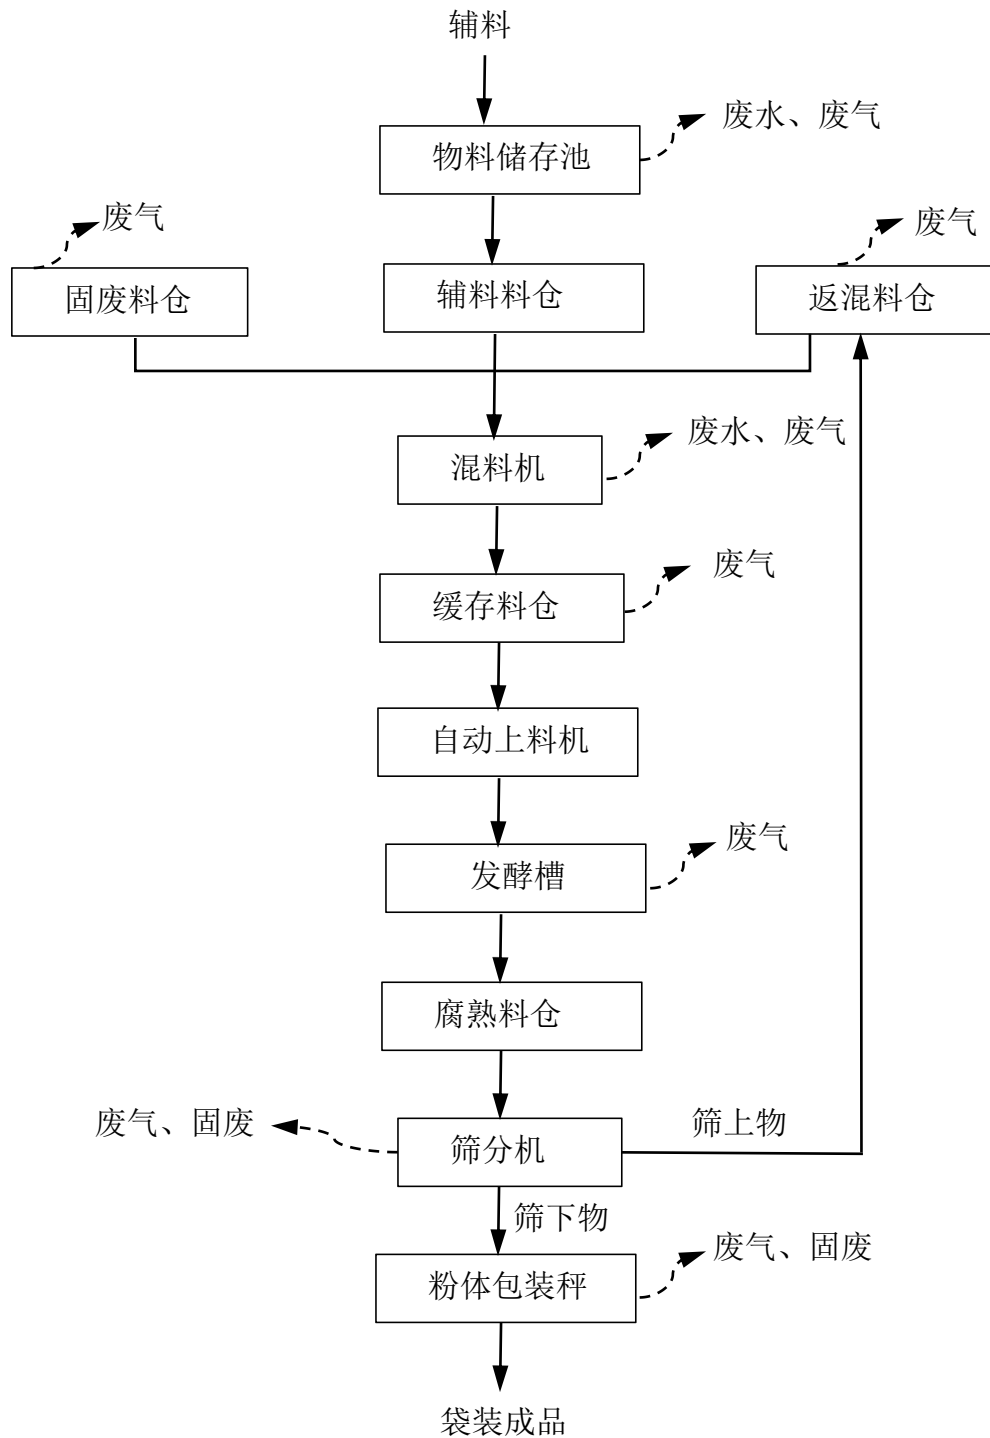 辅料
废水、废气
物料储存池
废气
废气
固废料仓
辅料料仓
返混料仓
废水、废气
混料机
废气
缓存料仓
自动上料机
废气
发酵槽
腐熟料仓
废气、固废
筛上物
筛分机
筛下物
废气、固废
粉体包装秤
袋装成品